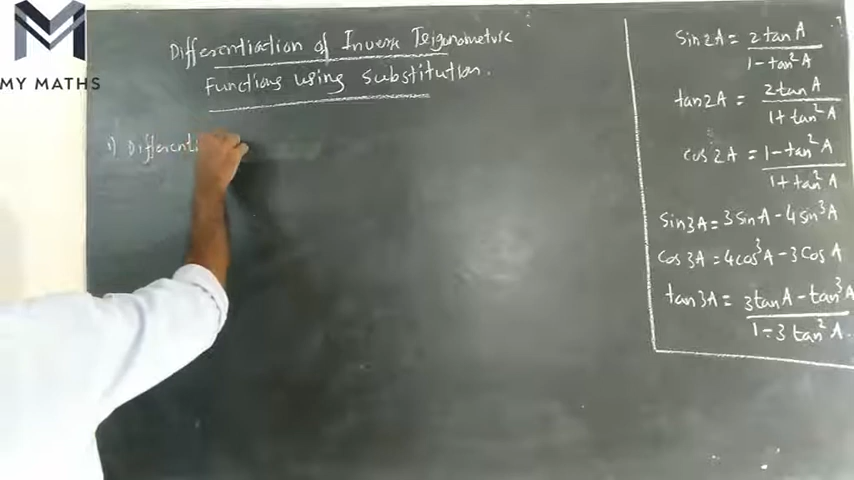 MY MATHS
Differentiation of Inverse Trigonometric
Functions using Substitution.
1) Differenti
sin2A = 2tanA / 1-tan²A
tan2A = 2tanA / 1+tan²A
cos2A = 1-tan²A / 1+tan²A
sin3A = 3sinA - 4sin³A
cos3A = 4cos³A - 3cosA
tan3A = 3tanA - tan³A / 1-3tan²A.